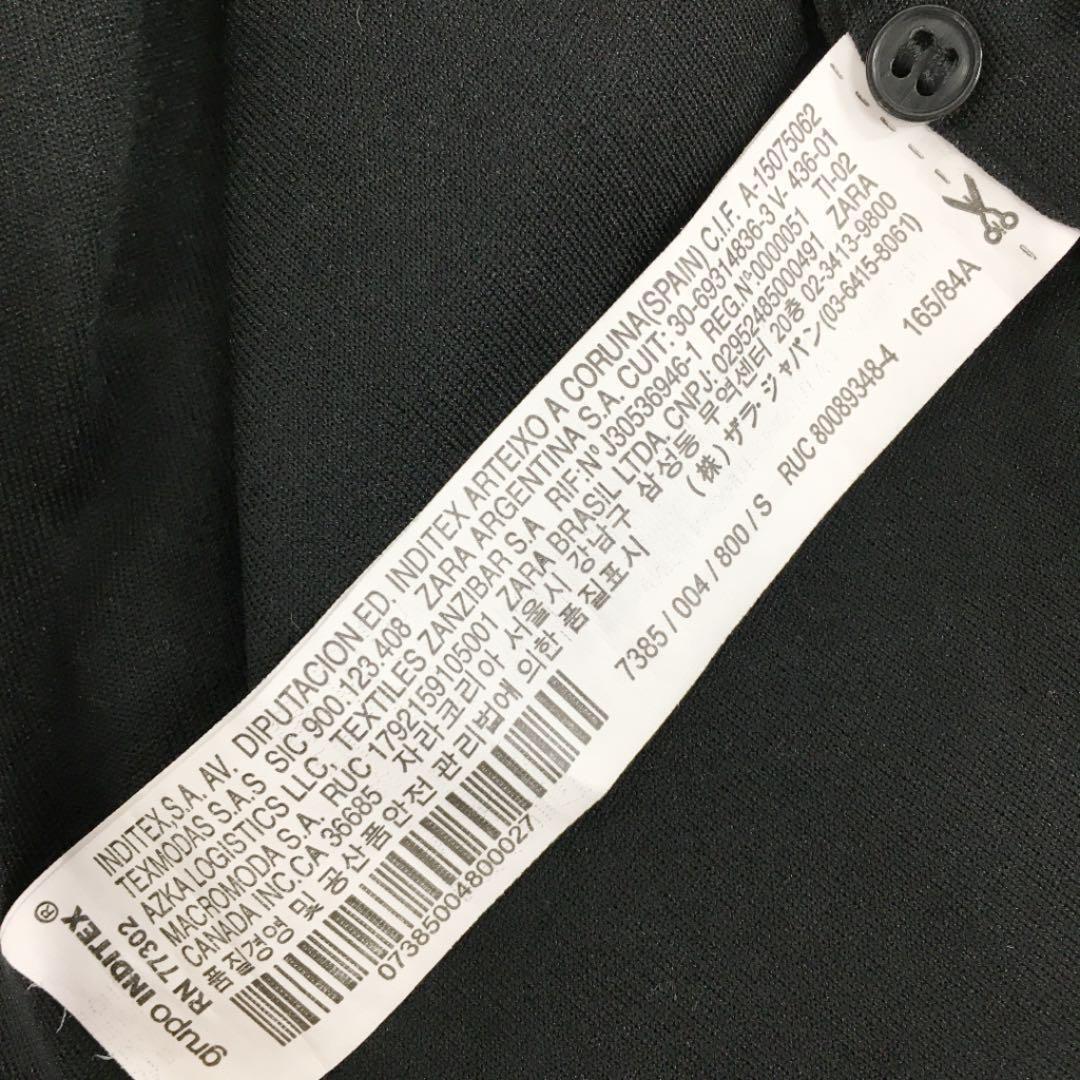 grupo INDITEX ®
RN 77302
INDITEX,S.A. AV. DIPUTACION ED. INDITEX ARTEIXO A CORUNA(SPAIN) C.I.F. A-15075062
TEXMODAS S.A.S SIC 900.123.408 ZARA ARGENTINA S.A. CUIT: 30-69314836-3 V- 436-01
AZKA LOGISTICS LLC, TEXTILES ZANZIBAR S.A RIF.Nº J30536946-1 REG.Nº:0000051 TI-02
MACROMODA S.A. RUC 1792159105001 ZARA BRASIL LTDA. CNPJ: 02952485000491 ZARA
CANADA INC.CA 36685 자라코리아 서울시 강남구 삼성동 무역센터 20층 02-3413-9800
품질경영 및 공산품안전 관리법에 의한 품질표시 (株)ザラ・ジャパン(03-6415-8061)
07385004800027
7385 / 004 / 800 / S RUC 80089348-4 165/84A